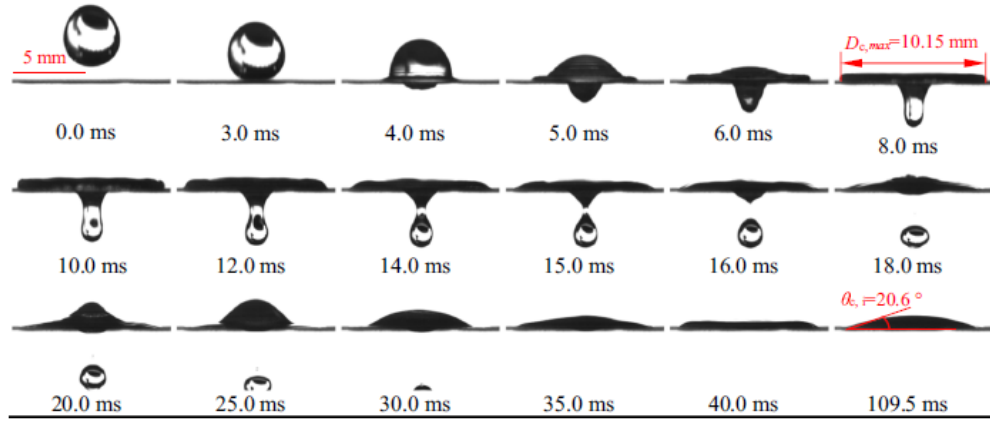 5 mm
D_c,max=10.15 mm
0.0 ms
3.0 ms
4.0 ms
5.0 ms
6.0 ms
8.0 ms
10.0 ms
12.0 ms
14.0 ms
15.0 ms
16.0 ms
18.0 ms
θ_c, r=20.6 °
20.0 ms
25.0 ms
30.0 ms
35.0 ms
40.0 ms
109.5 ms